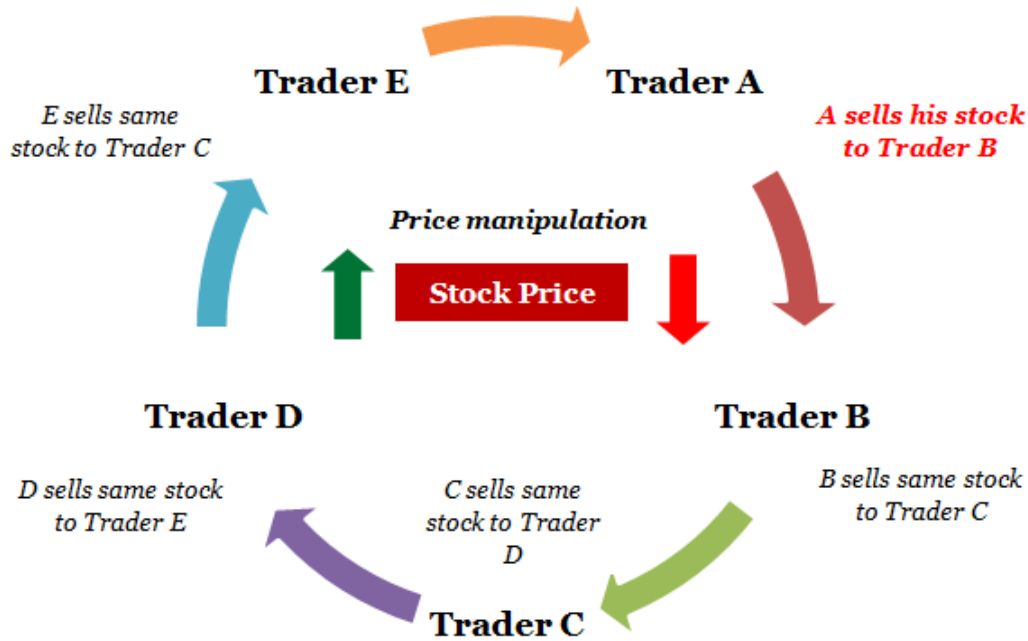 Trader E
Trader A
E sells same
stock to Trader C
A sells his stock
to Trader B
Price manipulation
Stock Price
Trader D
Trader B
D sells same stock
to Trader E
C sells same
stock to Trader
D
B sells same stock
to Trader C
Trader C